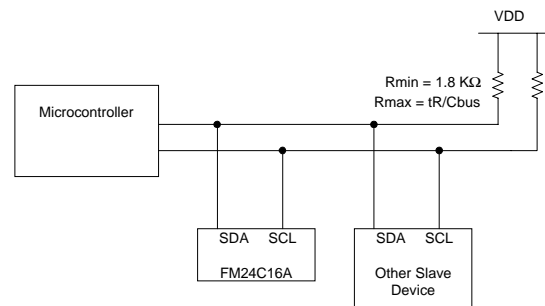 VDD
Rmin = 1.8 KΩ
Rmax = tR/Cbus
Microcontroller
SDA SCL
FM24C16A
SDA SCL
Other Slave
Device